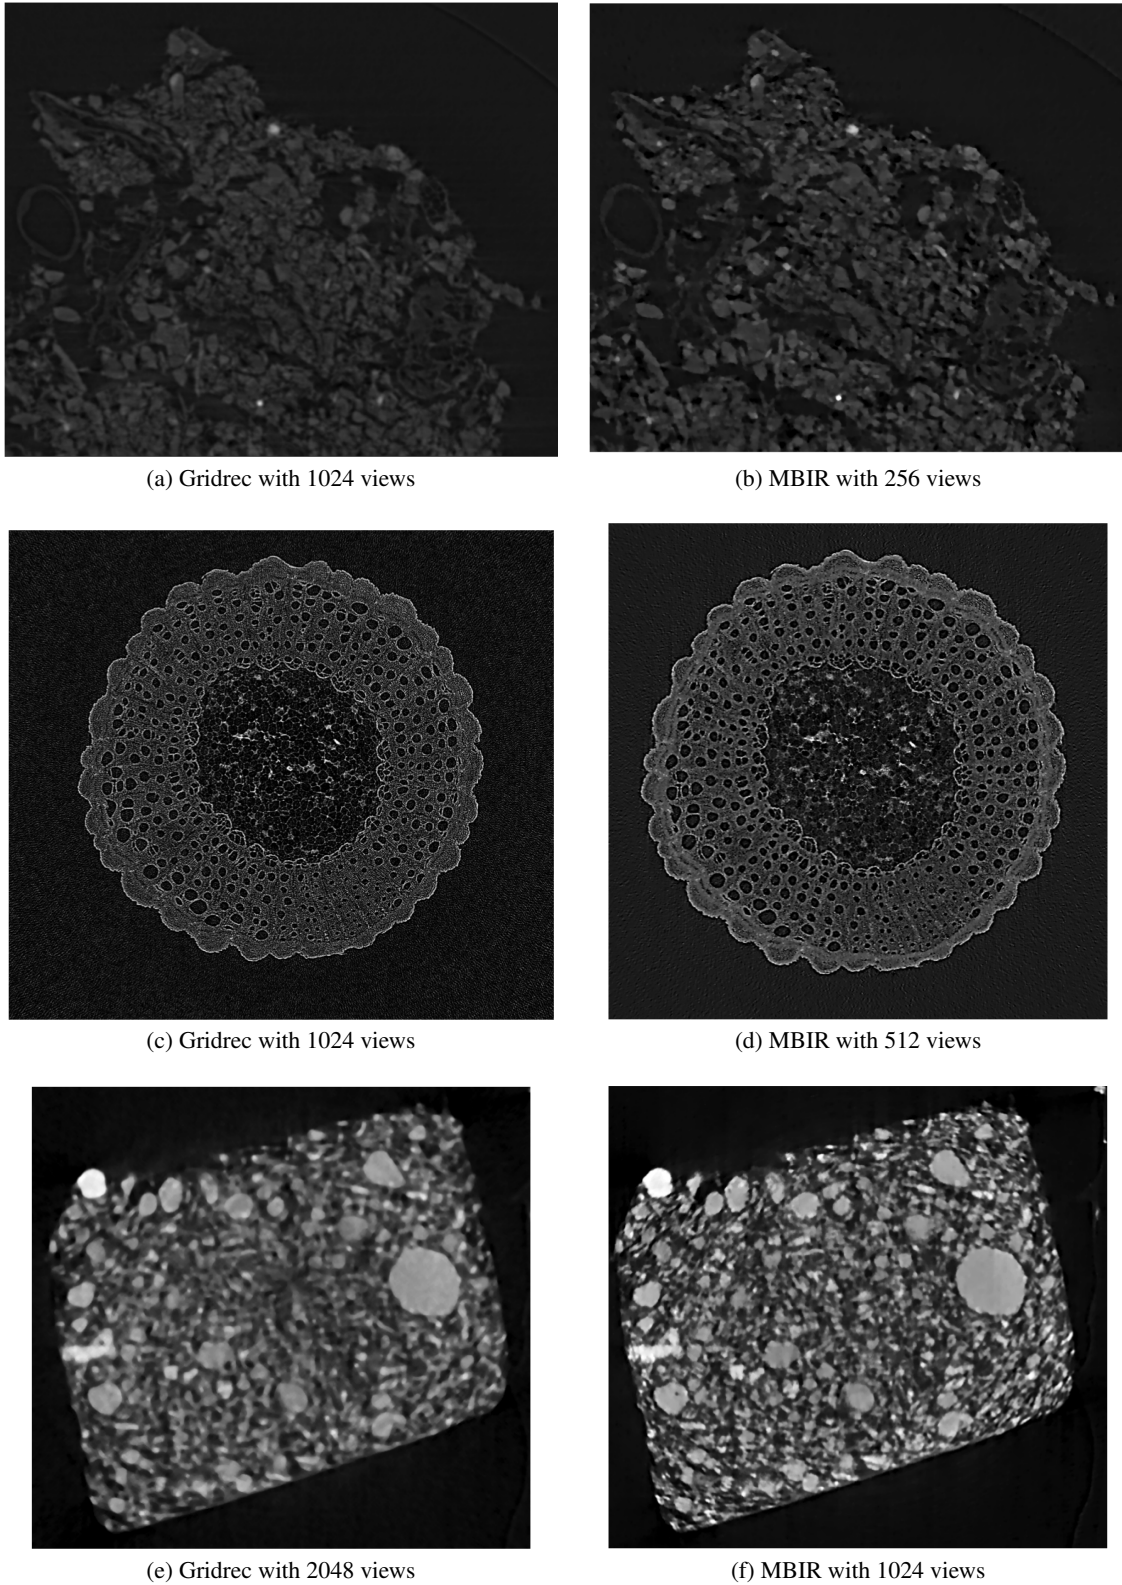 (a) Gridrec with 1024 views
(b) MBIR with 256 views
(c) Gridrec with 1024 views
(d) MBIR with 512 views
(e) Gridrec with 2048 views
(f) MBIR with 1024 views